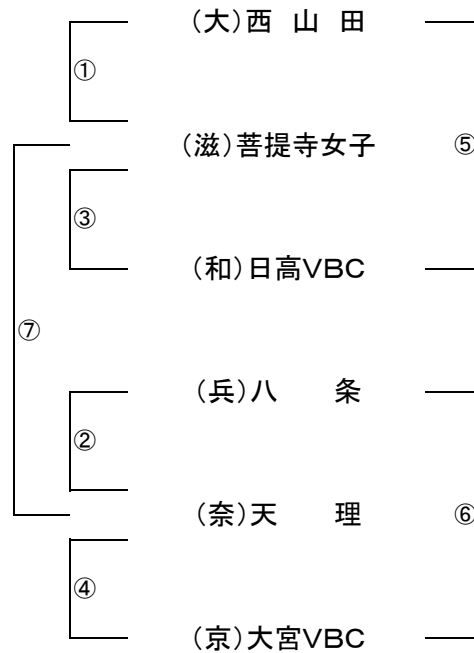 (大)西 山 田
①
(滋)菩提寺女子 ⑤
③
(和)日高VBC
⑦
(兵)八 条
②
(奈)天 理 ⑥
④
(京)大宮VBC